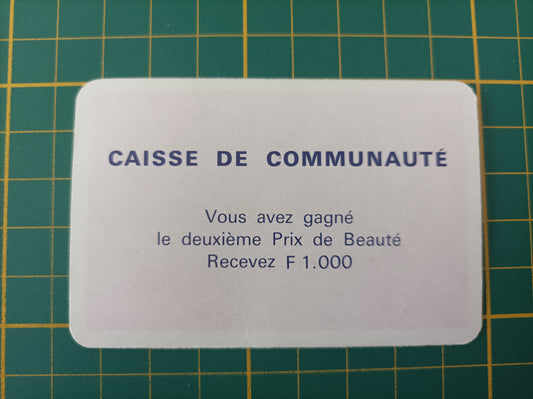 CAISSE DE COMMUNAUTÉ
Vous avez gagné
le deuxième Prix de Beauté
Recevez F 1.000